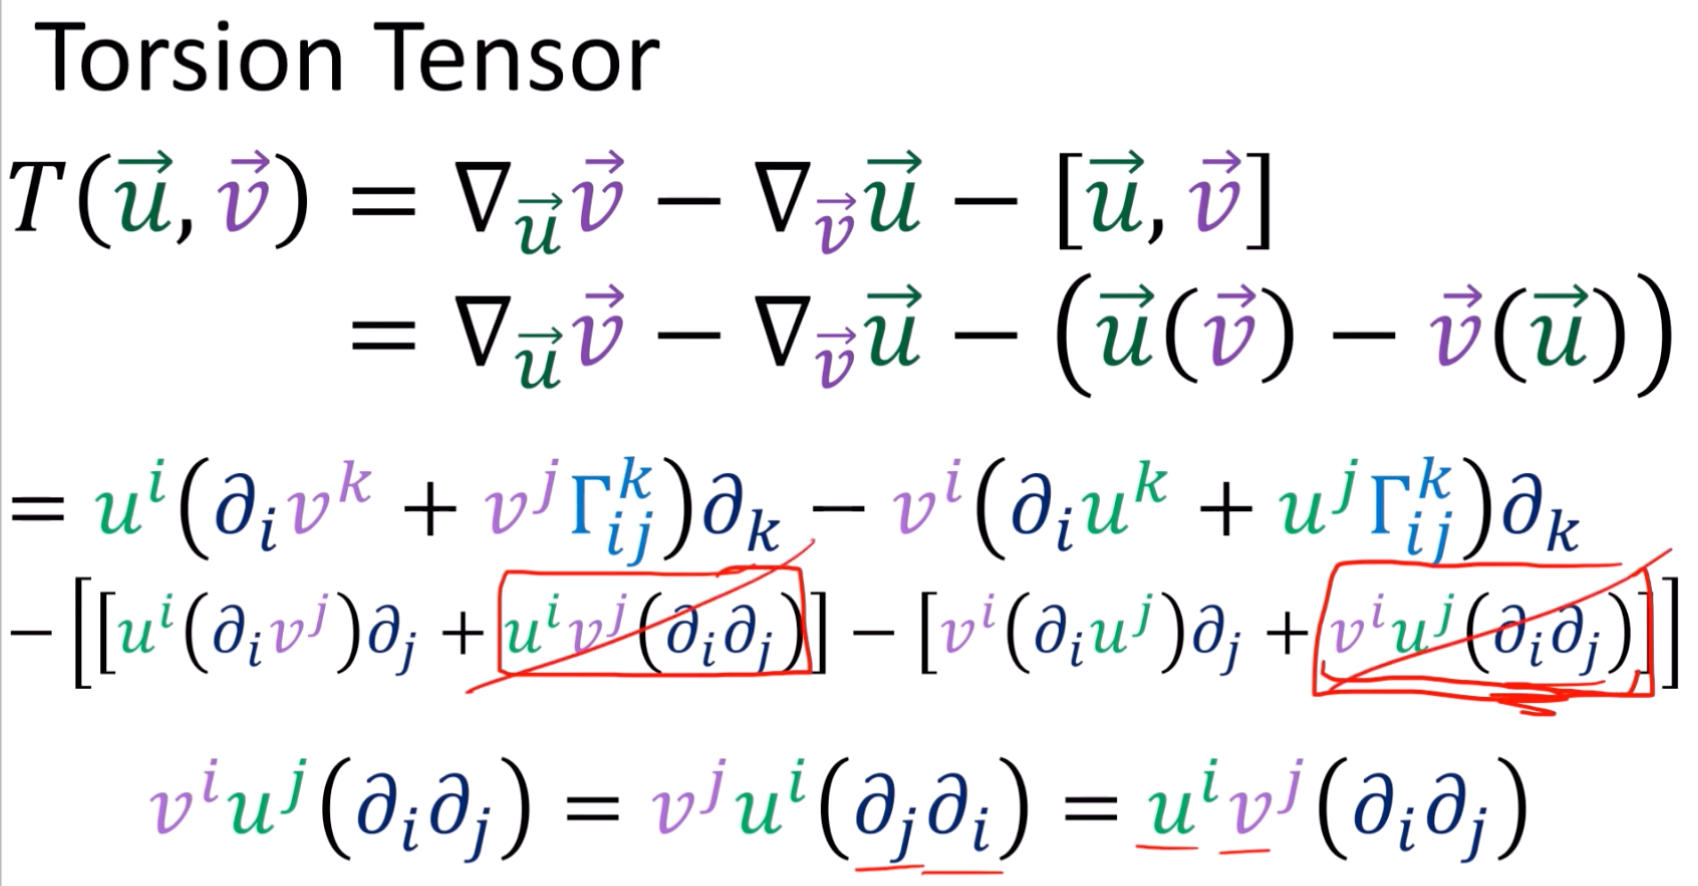 Torsion Tensor
T(u⃗, v⃗) = ∇_u⃗ v⃗ − ∇_v⃗ u⃗ − [u⃗, v⃗]
= ∇_u⃗ v⃗ − ∇_v⃗ u⃗ − (u⃗(v⃗) − v⃗(u⃗))
= u^i(∂_i v^k + v^j Γ^k_ij)∂_k − v^i(∂_i u^k + u^j Γ^k_ij)∂_k
− [[u^i(∂_i v^j)∂_j + u^i v^j(∂_i ∂_j)] − [v^i(∂_i u^j)∂_j + v^i u^j(∂_i ∂_j)]]
v^i u^j(∂_i ∂_j) = v^j u^i(∂_j ∂_i) = u^i v^j(∂_i ∂_j)